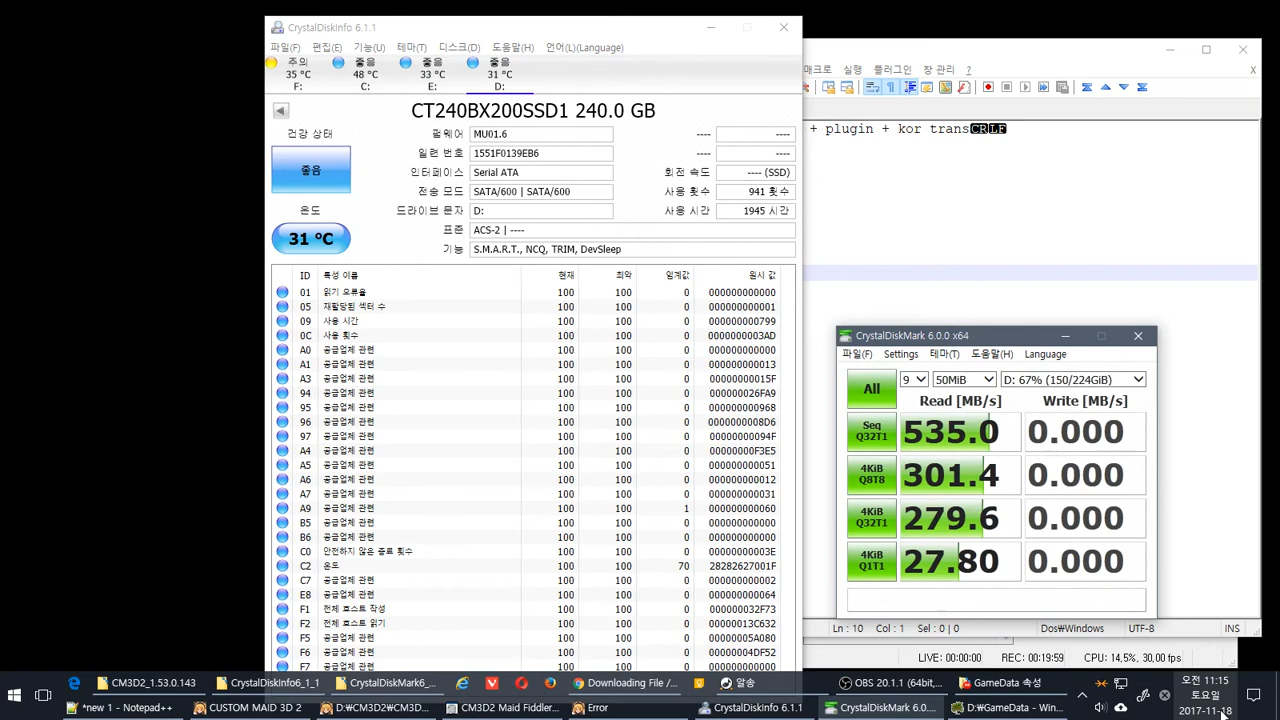 CrystalDiskInfo 6.1.1
파일(F) 편집(E) 기능(U) 테마(T) 디스크(D) 도움말(H) 언어(L)(Language)
주의 좋음 좋음 좋음
35 °C 48 °C 33 °C 31 °C
F: C: E: D:
CT240BX200SSD1 240.0 GB
건강 상태
좋음
온도
31 °C
펌웨어 MU01.6 ---- ----
일련 번호 1551F0139EB6 ---- ----
인터페이스 Serial ATA 회전 속도 ---- (SSD)
전송 모드 SATA/600 | SATA/600 사용 횟수 941 횟수
드라이브 문자 D: 사용 시간 1945 시간
표준 ACS-2 | ----
기능 S.M.A.R.T., NCQ, TRIM, DevSleep
ID 특성 이름 현재 최악 임계값 원시 값
01 읽기 오류율 100 100 0 000000000000
05 재할당된 섹터 수 100 100 0 000000000001
09 사용 시간 100 100 0 000000000799
0C 사용 횟수 100 100 0 0000000003AD
A0 공급업체 관련 100 100 0 000000000000
A1 공급업체 관련 100 100 0 000000000013
A3 공급업체 관련 100 100 0 00000000015F
94 공급업체 관련 100 100 0 000000026FA9
95 공급업체 관련 100 100 0 000000000968
96 공급업체 관련 100 100 0 0000000008D6
97 공급업체 관련 100 100 0 00000000094F
A4 공급업체 관련 100 100 0 00000000F3E5
A5 공급업체 관련 100 100 0 000000000051
A6 공급업체 관련 100 100 0 000000000012
A7 공급업체 관련 100 100 0 000000000031
A9 공급업체 관련 100 100 1 000000000060
B5 공급업체 관련 100 100 0 000000000000
B6 공급업체 관련 100 100 0 000000000000
C0 안전하지 않은 종료 횟수 100 100 0 00000000003E
C2 온도 100 100 70 28282627001F
C7 공급업체 관련 100 100 0 000000000002
E8 공급업체 관련 100 100 0 000000000064
F1 전체 호스트 작성 100 100 0 000000032F73
F2 전체 호스트 읽기 100 100 0 00000013C632
F5 공급업체 관련 100 100 0 00000005A080
F6 공급업체 관련 100 100 0 00000004DF52
F7 공급업체 관련 100 100 0
매크로 실행 플러그인 창 관리 ? X
+ plugin + kor transCRLF
CrystalDiskMark 6.0.0 x64
파일(F) Settings 테마(T) 도움말(H) Language
All 9 50MiB D: 67% (150/224GiB)
Read [MB/s] Write [MB/s]
Seq Q32T1 535.0 0.000
4KiB Q8T8 301.4 0.000
4KiB Q32T1 279.6 0.000
4KiB Q1T1 27.80 0.000
Ln : 10 Col : 1 Sel : 0 | 0 Dos₩Windows UTF-8 INS
LIVE: 00:00:00 REC: 00:19:59 CPU: 14,5%, 30,00 fps
CM3D2_1.53.0.143 CrystalDiskInfo6_1_1 CrystalDiskMark6_... Downloading File /... 알송 OBS 20.1.1 (64bit,... GameData 속성
*new 1 - Notepad++ CUSTOM MAID 3D 2 D:₩CM3D2₩CM3D... CM3D2 Maid Fiddler... Error CrystalDiskInfo 6.1.1 CrystalDiskMark 6.0... D:₩GameData - Win...
오전 11:15
토요일
2017-11-18